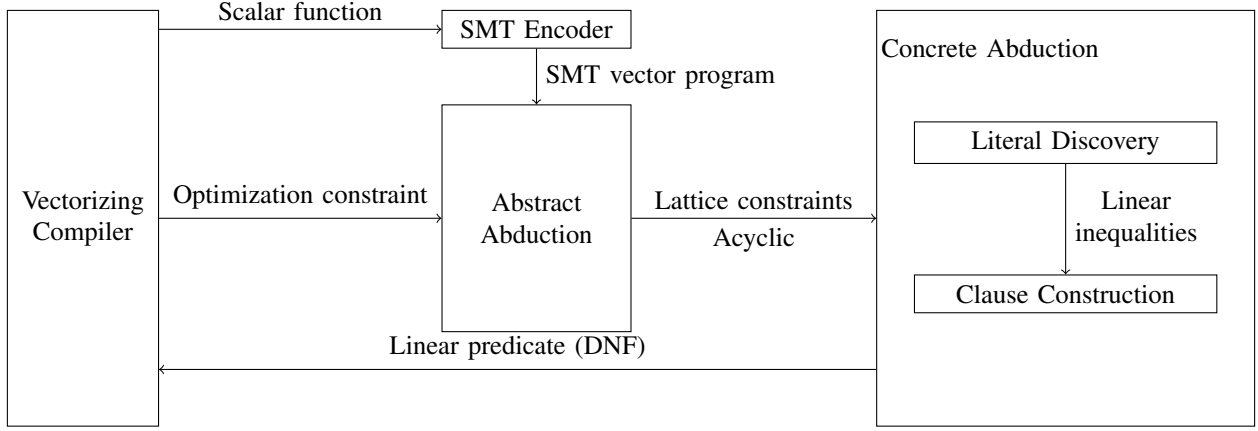 Scalar function
SMT Encoder
Concrete Abduction
SMT vector program
Literal Discovery
Vectorizing
Compiler
Optimization constraint
Abstract
Abduction
Lattice constraints
Acyclic
Linear
inequalities
Clause Construction
Linear predicate (DNF)